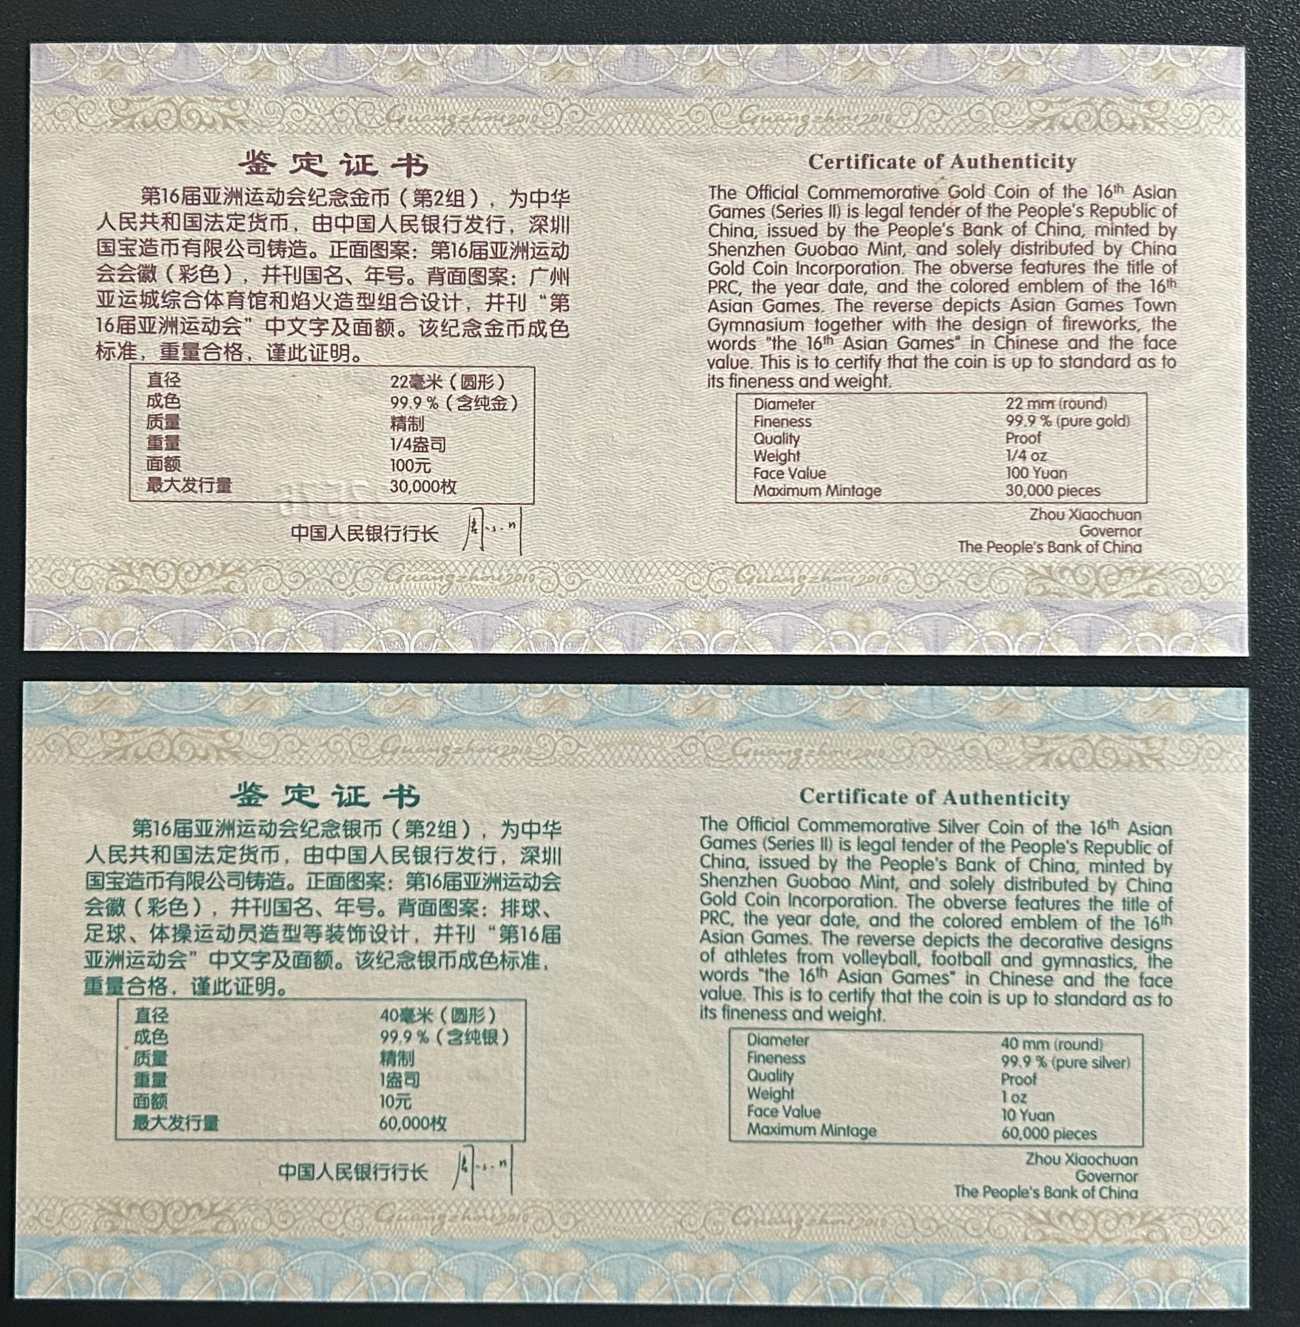 Guangzhou2010
Guangzhou2010
鉴定证书
第16届亚洲运动会纪念金币（第2组），为中华
人民共和国法定货币，由中国人民银行发行，深圳
国宝造币有限公司铸造。正面图案：第16届亚洲运动
会会徽（彩色），并刊国名、年号。背面图案：广州
亚运城综合体育馆和焰火造型组合设计，并刊“第
16届亚洲运动会”中文字及面额。该纪念金币成色
标准，重量合格，谨此证明。
直径 22毫米（圆形）
成色 99.9％（含纯金）
质量 精制
重量 1/4盎司
面额 100元
最大发行量 30,000枚
中国人民银行行长
Certificate of Authenticity
The Official Commemorative Gold Coin of the 16th Asian
Games (Series II) is legal tender of the People's Republic of
China, issued by the People's Bank of China, minted by
Shenzhen Guobao Mint, and solely distributed by China
Gold Coin Incorporation. The obverse features the title of
PRC, the year date, and the colored emblem of the 16th
Asian Games. The reverse depicts Asian Games Town
Gymnasium together with the design of fireworks, the
words "the 16th Asian Games" in Chinese and the face
value. This is to certify that the coin is up to standard as to
its fineness and weight.
Diameter 22 mm (round)
Fineness 99.9 % (pure gold)
Quality Proof
Weight 1/4 oz
Face Value 100 Yuan
Maximum Mintage 30,000 pieces
Zhou Xiaochuan
Governor
The People's Bank of China
Guangzhou2010
Guangzhou2010
Guangzhou2010
Guangzhou2010
鉴定证书
第16届亚洲运动会纪念银币（第2组），为中华
人民共和国法定货币，由中国人民银行发行，深圳
国宝造币有限公司铸造。正面图案：第16届亚洲运动会
会徽（彩色），并刊国名、年号。背面图案：排球、
足球、体操运动员造型等装饰设计，并刊“第16届
亚洲运动会”中文字及面额。该纪念银币成色标准，
重量合格，谨此证明。
直径 40毫米（圆形）
成色 99.9％（含纯银）
质量 精制
重量 1盎司
面额 10元
最大发行量 60,000枚
中国人民银行行长
Certificate of Authenticity
The Official Commemorative Silver Coin of the 16th Asian
Games (Series II) is legal tender of the People's Republic of
China, issued by the People's Bank of China, minted by
Shenzhen Guobao Mint, and solely distributed by China
Gold Coin Incorporation. The obverse features the title of
PRC, the year date, and the colored emblem of the 16th
Asian Games. The reverse depicts the decorative designs
of athletes from volleyball, football and gymnastics, the
words "the 16th Asian Games" in Chinese and the face
value. This is to certify that the coin is up to standard as to
its fineness and weight.
Diameter 40 mm (round)
Fineness 99.9 % (pure silver)
Quality Proof
Weight 1 oz
Face Value 10 Yuan
Maximum Mintage 60,000 pieces
Zhou Xiaochuan
Governor
The People's Bank of China
Guangzhou2010
Guangzhou2010